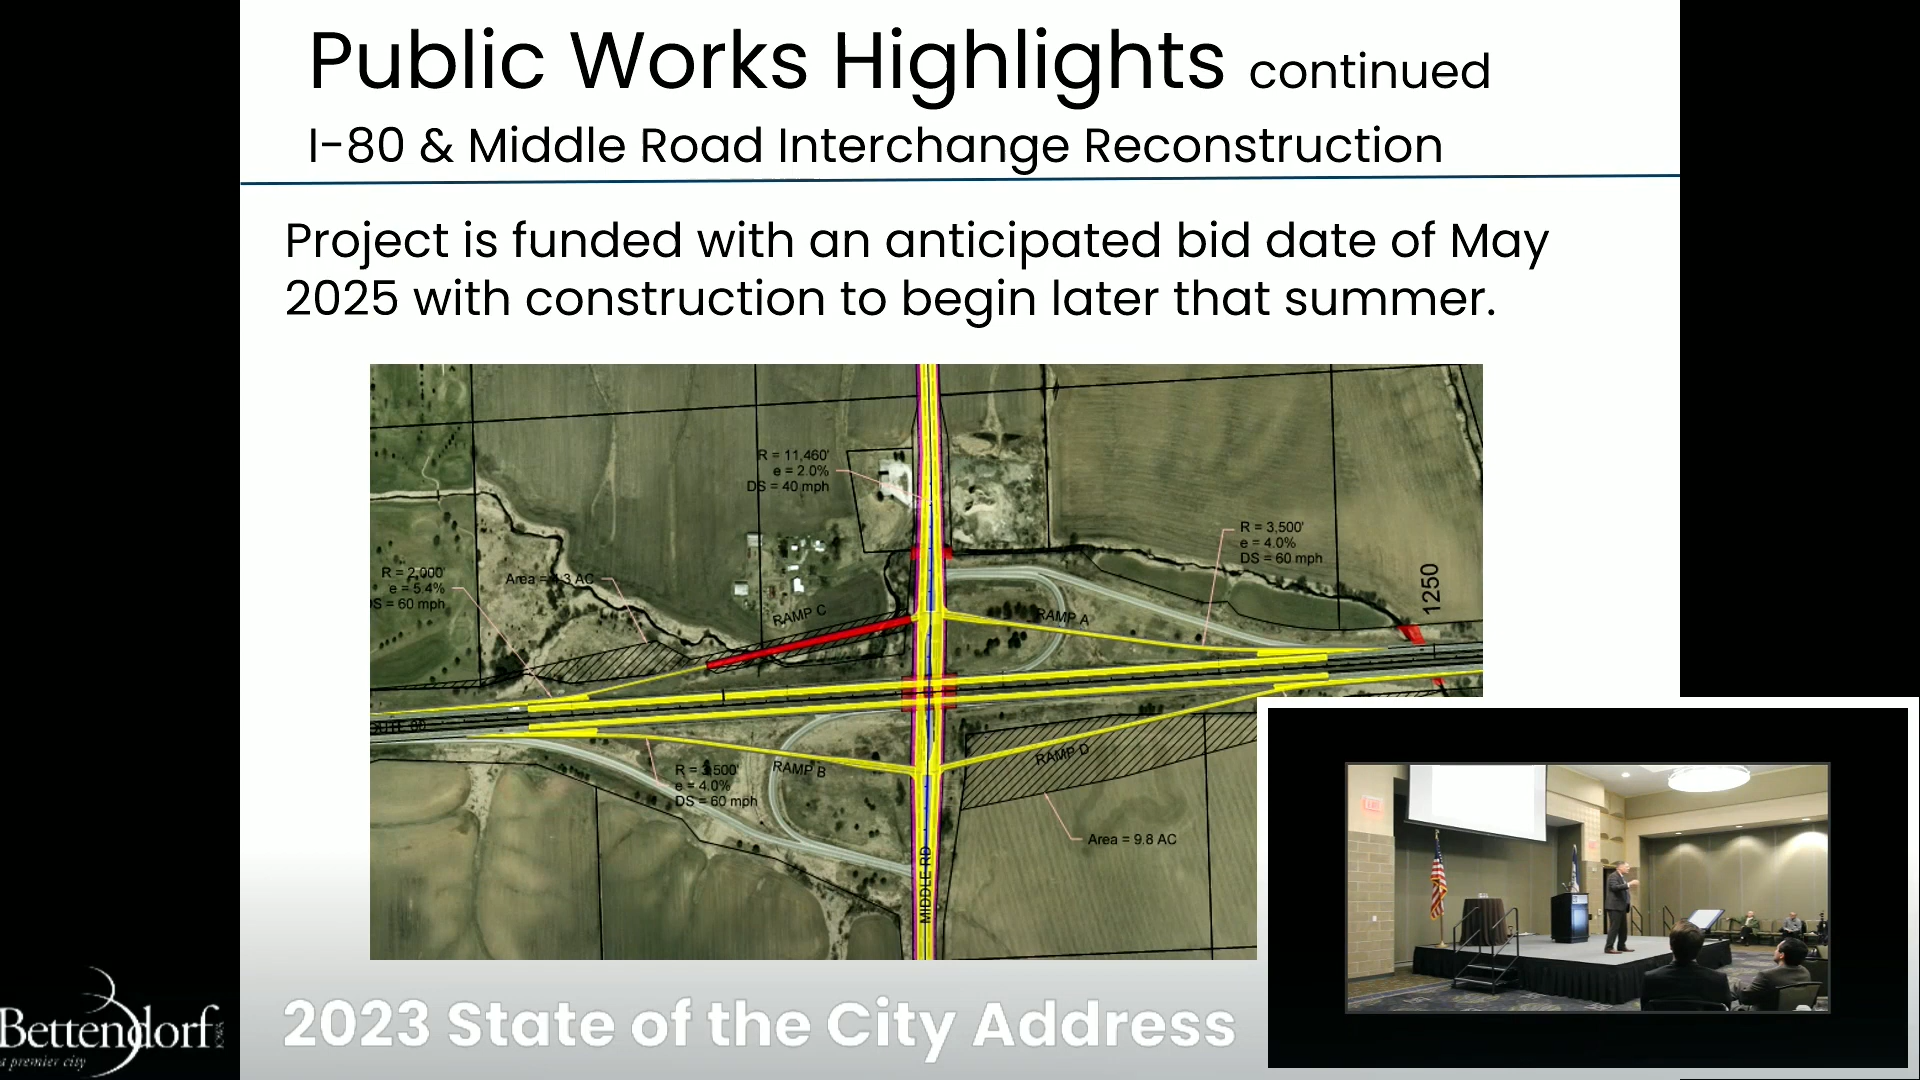 Public Works Highlights continued
I-80 & Middle Road Interchange Reconstruction
Project is funded with an anticipated bid date of May
2025 with construction to begin later that summer.
R = 11,460'
e = 2.0%
DS = 40 mph
R = 3,500'
e = 4.0%
DS = 60 mph
R = 2,000'
e = 5.4%
DS = 60 mph
Area = 4.3 AC
1250
RAMP C
RAMP A
RAMP B
RAMP D
R = 3,500'
e = 4.0%
DS = 60 mph
Area = 9.8 AC
MIDDLE RD
2023 State of the City Address
Bettendorf
a premier city